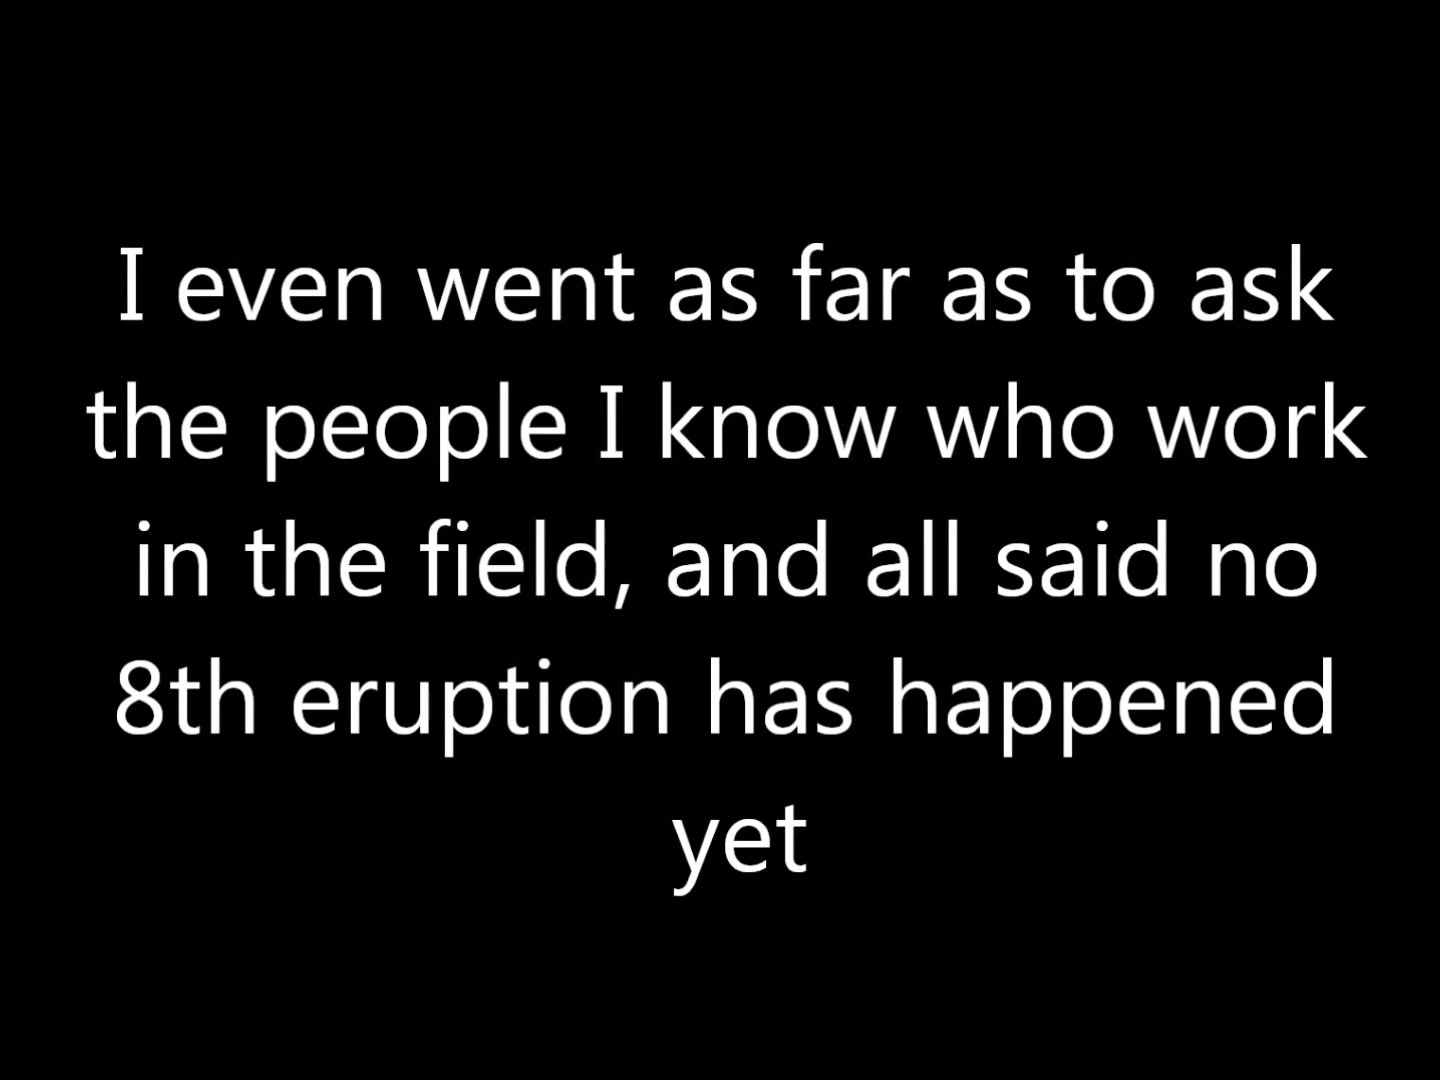 I even went as far as to ask
the people I know who work
in the field, and all said no
8th eruption has happened
yet